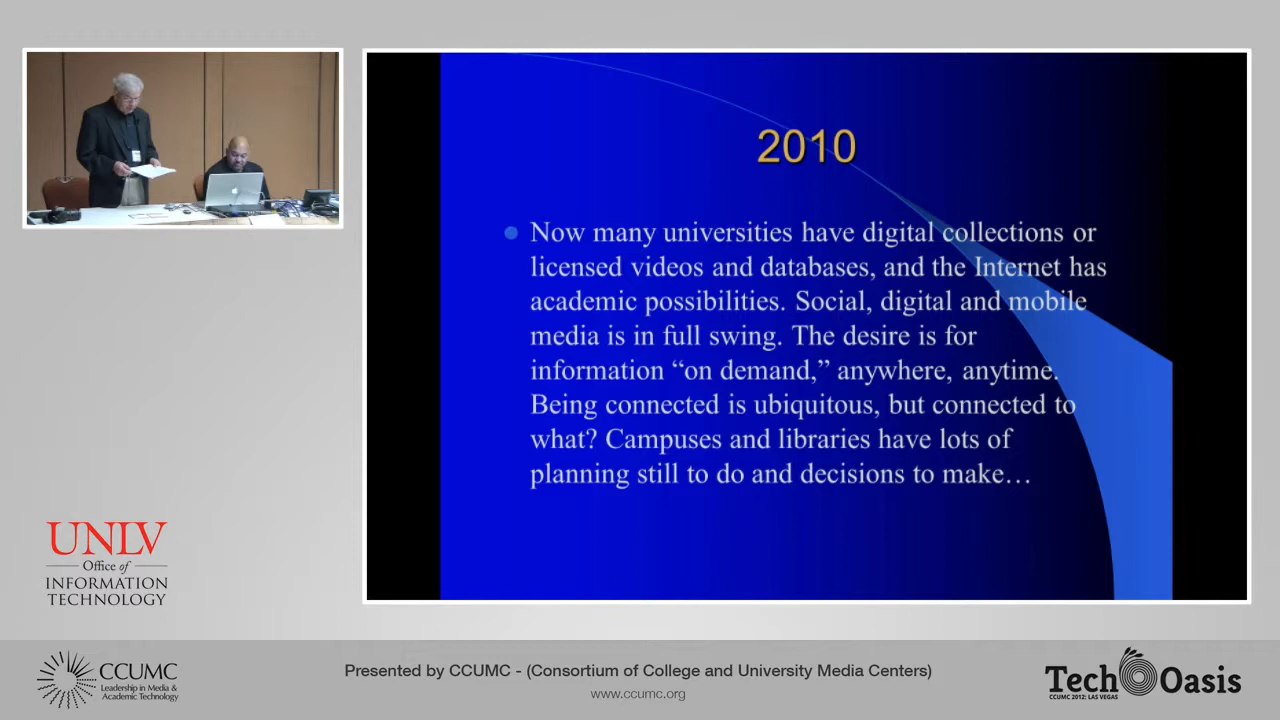 2010
Now many universities have digital collections or
licensed videos and databases, and the Internet has
academic possibilities. Social, digital and mobile
media is in full swing. The desire is for
information “on demand,” anywhere, anytime.
Being connected is ubiquitous, but connected to
what? Campuses and libraries have lots of
planning still to do and decisions to make…
UNLV
Office of
INFORMATION
TECHNOLOGY
CCUMC
Leadership in Media &
Academic Technology
Presented by CCUMC - (Consortium of College and University Media Centers)
www.ccumc.org
Tech Oasis
CCUMC 2012: LAS VEGAS